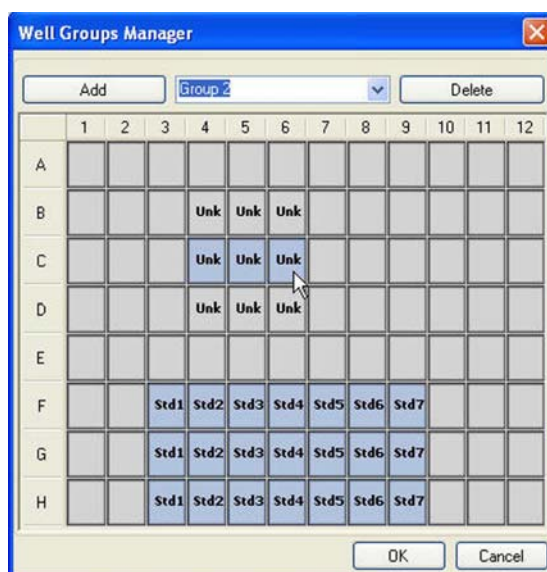 Well Groups Manager
Add Group 2 Delete
1 2 3 4 5 6 7 8 9 10 11 12
A
B Unk Unk Unk
C Unk Unk Unk
D Unk Unk Unk
E
F Std1 Std2 Std3 Std4 Std5 Std6 Std7
G Std1 Std2 Std3 Std4 Std5 Std6 Std7
H Std1 Std2 Std3 Std4 Std5 Std6 Std7
OK Cancel